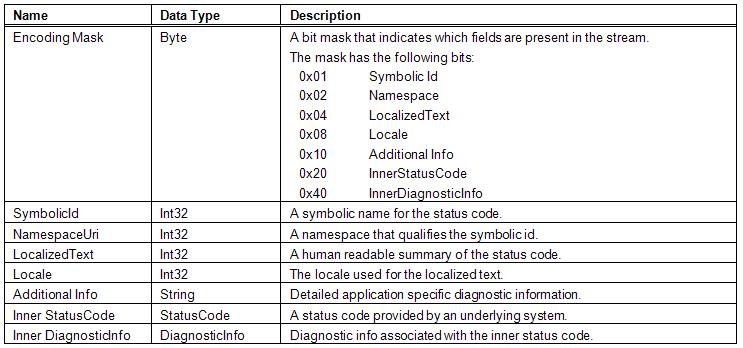 Name Data Type Description
Encoding Mask Byte A bit mask that indicates which fields are present in the stream.
The mask has the following bits:
0x01 Symbolic Id
0x02 Namespace
0x04 LocalizedText
0x08 Locale
0x10 Additional Info
0x20 InnerStatusCode
0x40 InnerDiagnosticInfo
SymbolicId Int32 A symbolic name for the status code.
NamespaceUri Int32 A namespace that qualifies the symbolic id.
LocalizedText Int32 A human readable summary of the status code.
Locale Int32 The locale used for the localized text.
Additional Info String Detailed application specific diagnostic information.
Inner StatusCode StatusCode A status code provided by an underlying system.
Inner DiagnosticInfo DiagnosticInfo Diagnostic info associated with the inner status code.